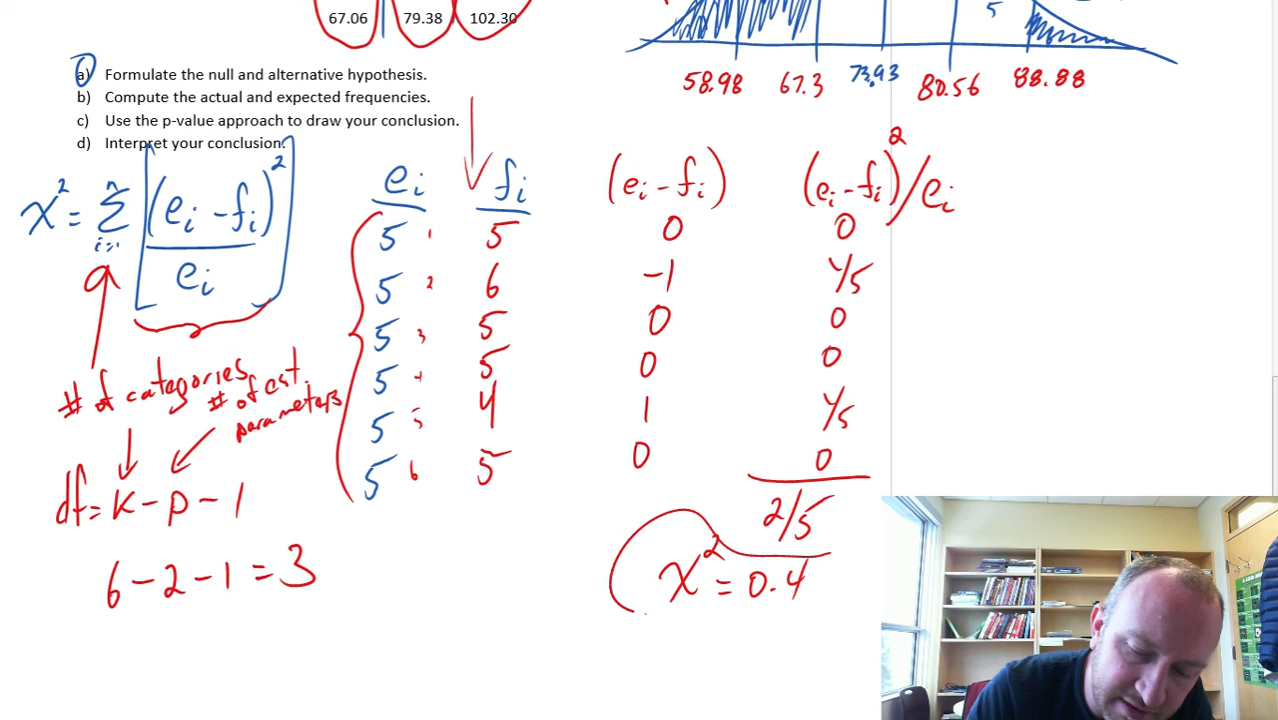 67.06 79.38 102.30
5
58.98 67.3 73.93 80.56 88.88
a) Formulate the null and alternative hypothesis.
b) Compute the actual and expected frequencies.
c) Use the p-value approach to draw your conclusion.
d) Interpret your conclusion.
χ² = Σ [(ei - fi)² / ei]
n
i=1
ei fi (ei - fi) (ei - fi)²/ei
5 1 5 0 0
5 2 6 -1 1/5
5 3 5 0 0
5 4 5 0 0
5 5 4 1 1/5
5 6 5 0 0
2/5
χ² = 0.4
# of categories
# of est. parameters
df = k - p - 1
6 - 2 - 1 = 3